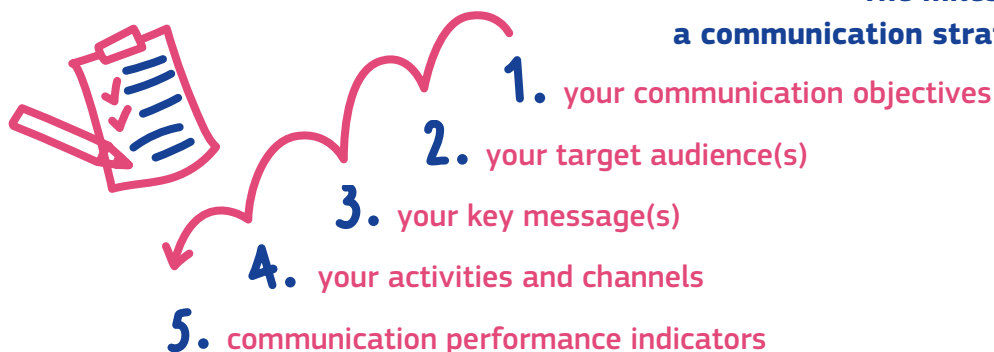 a communication
1. your communication objectives
2. your target audience(s)
3. your key message(s)
4. your activities and channels
5. communication performance indicators